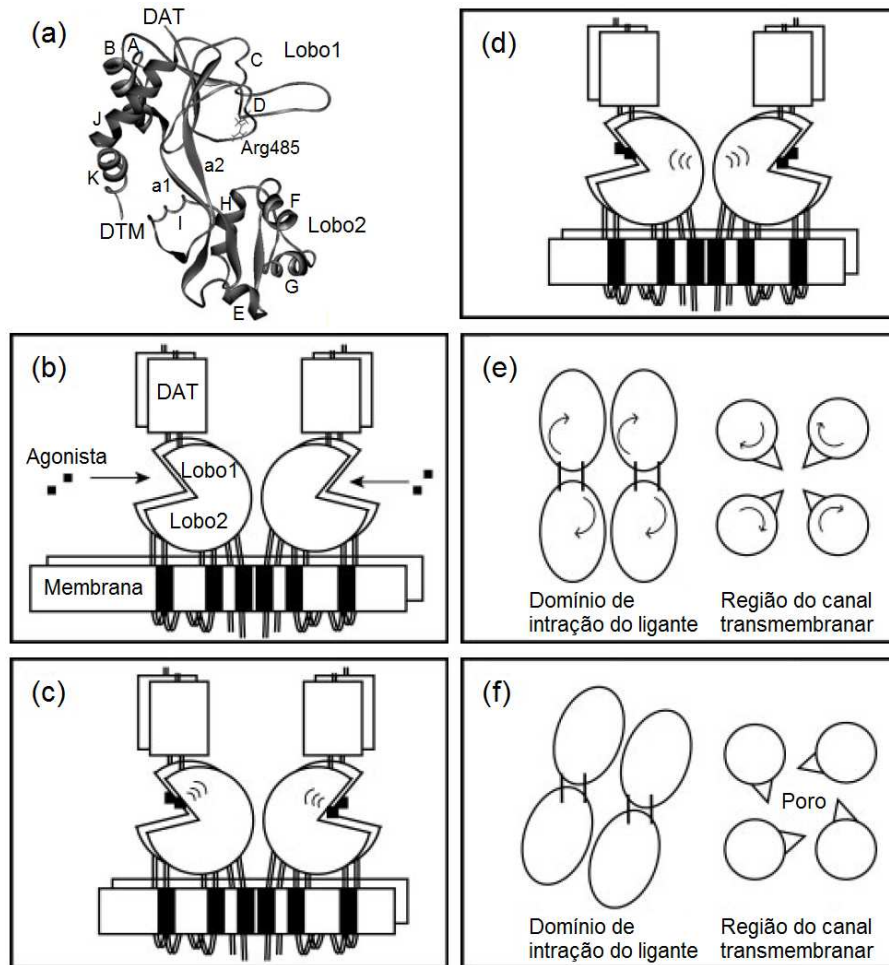 (a)
DAT
B
A
C
Lobo1
D
J
Arg485
K
a1
a2
H
F
DTM
I
Lobo2
G
E
(b)
DAT
Agonista
Lobo1
Lobo2
Membrana
(c)
(d)
(e)
Domínio de
intração do ligante
Região do canal
transmembranar
(f)
Poro
Domínio de
intração do ligante
Região do canal
transmembranar